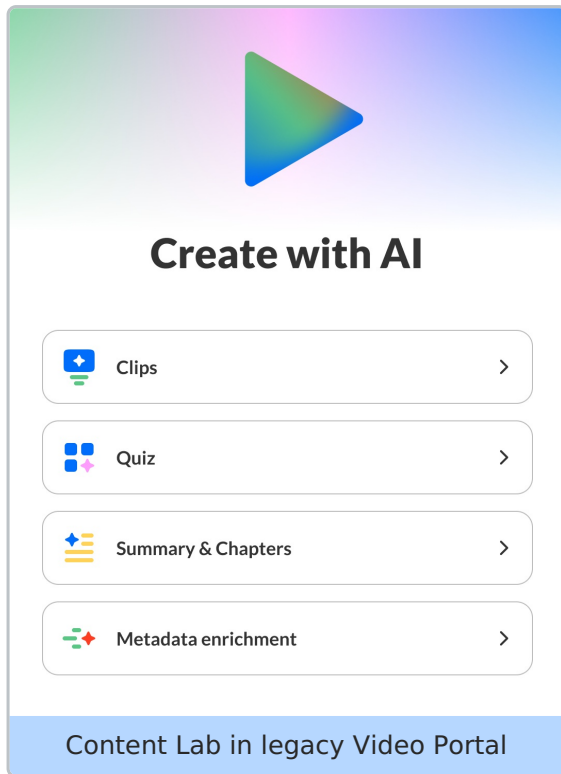 Create with AI
Clips
Quiz
Summary & Chapters
Metadata enrichment
Content Lab in legacy Video Portal